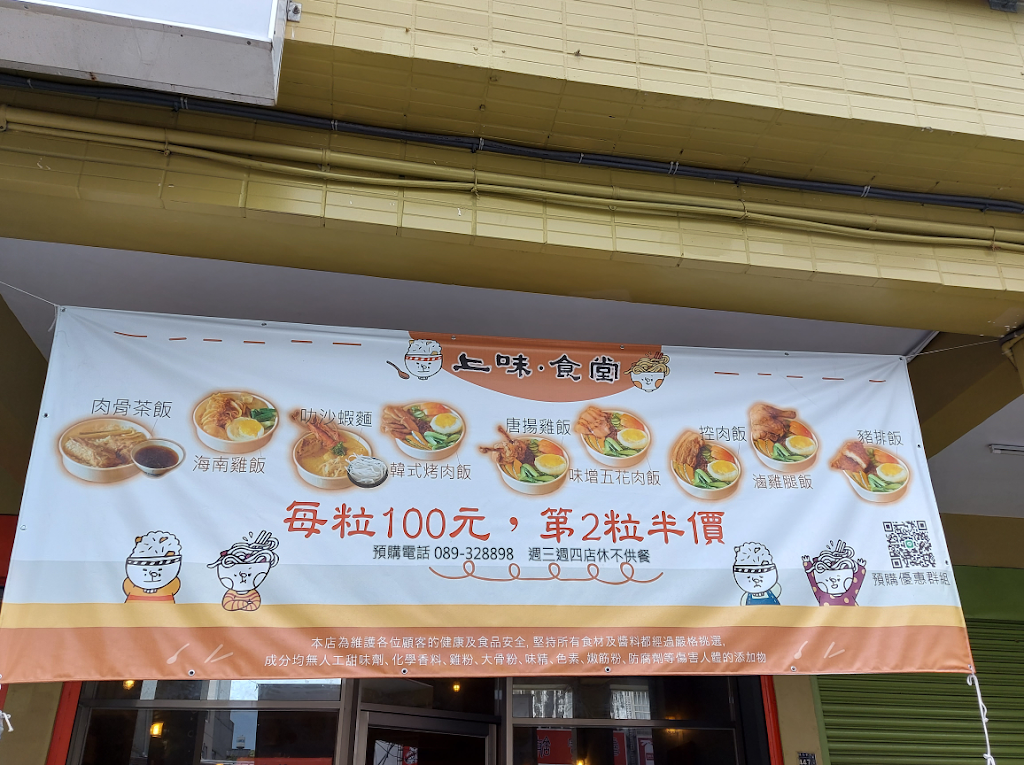 上味·食堂
肉骨茶飯
海南雞飯
叻沙蝦麵
韓式烤肉飯
唐揚雞飯
味增五花肉飯
控肉飯
滷雞腿飯
豬排飯
每粒100元，第2粒半價
預購電話 089-328898 週三週四店休不供餐
預購優惠群組
本店為維護各位顧客的健康及食品安全, 堅持所有食材及醬料都經過嚴格挑選,
成分均無人工甜味劑、化學香料、雞粉、大骨粉、味精、色素、嫩筋粉、防腐劑等傷害人體的添加物